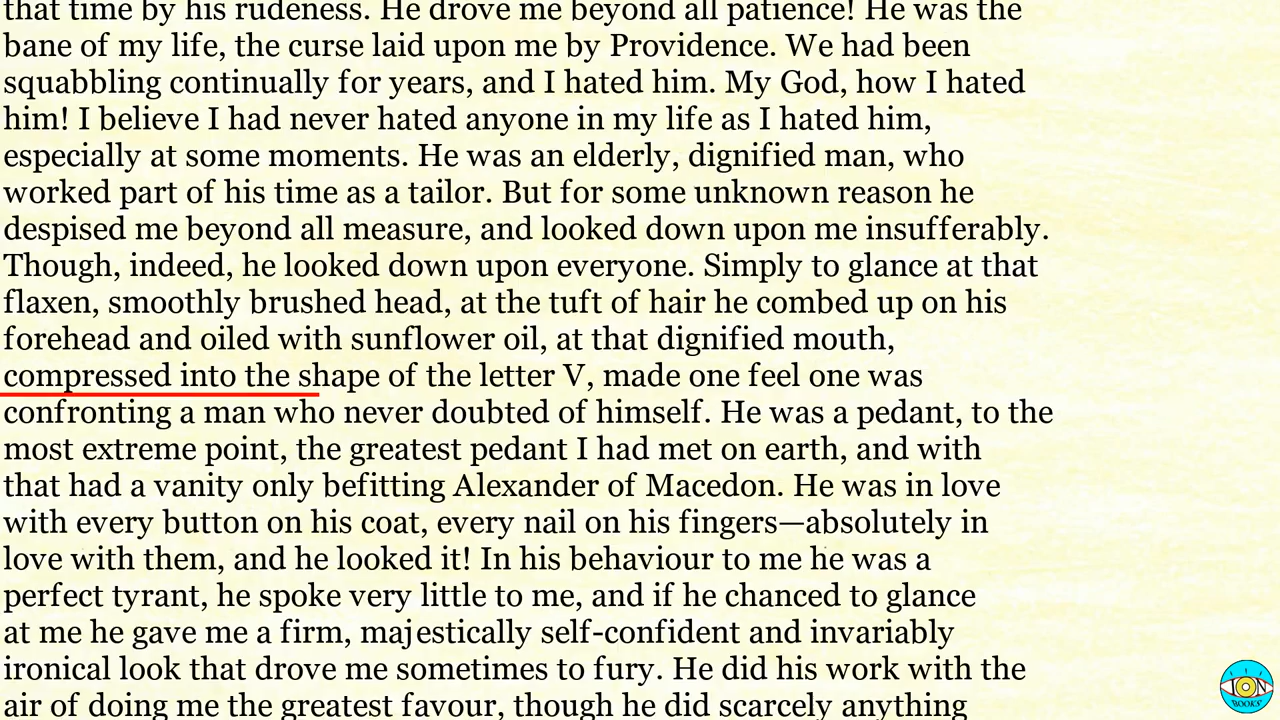 that time by his rudeness. He drove me beyond all patience! He was the
bane of my life, the curse laid upon me by Providence. We had been
squabbling continually for years, and I hated him. My God, how I hated
him! I believe I had never hated anyone in my life as I hated him,
especially at some moments. He was an elderly, dignified man, who
worked part of his time as a tailor. But for some unknown reason he
despised me beyond all measure, and looked down upon me insufferably.
Though, indeed, he looked down upon everyone. Simply to glance at that
flaxen, smoothly brushed head, at the tuft of hair he combed up on his
forehead and oiled with sunflower oil, at that dignified mouth,
compressed into the shape of the letter V, made one feel one was
confronting a man who never doubted of himself. He was a pedant, to the
most extreme point, the greatest pedant I had met on earth, and with
that had a vanity only befitting Alexander of Macedon. He was in love
with every button on his coat, every nail on his fingers—absolutely in
love with them, and he looked it! In his behaviour to me he was a
perfect tyrant, he spoke very little to me, and if he chanced to glance
at me he gave me a firm, majestically self-confident and invariably
ironical look that drove me sometimes to fury. He did his work with the
air of doing me the greatest favour, though he did scarcely anything
ION
BOOKS